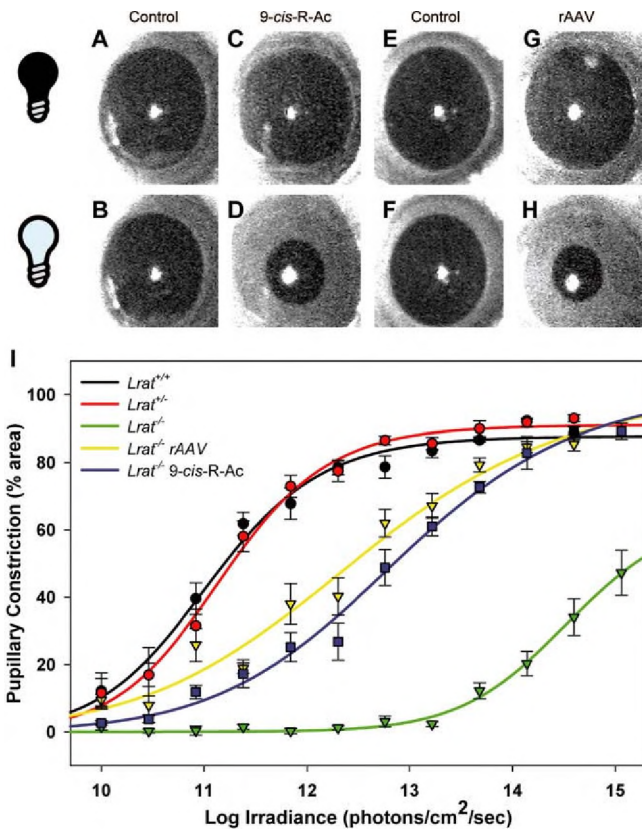 Control 9-cis-R-Ac Control rAAV
A C E G
B D F H
I
Lrat+/+
Lrat+/-
Lrat-/-
Lrat-/- rAAV
Lrat-/- 9-cis-R-Ac
100
80
60
40
20
0
Pupillary Constriction (% area)
10 11 12 13 14 15
Log Irradiance (photons/cm2/sec)